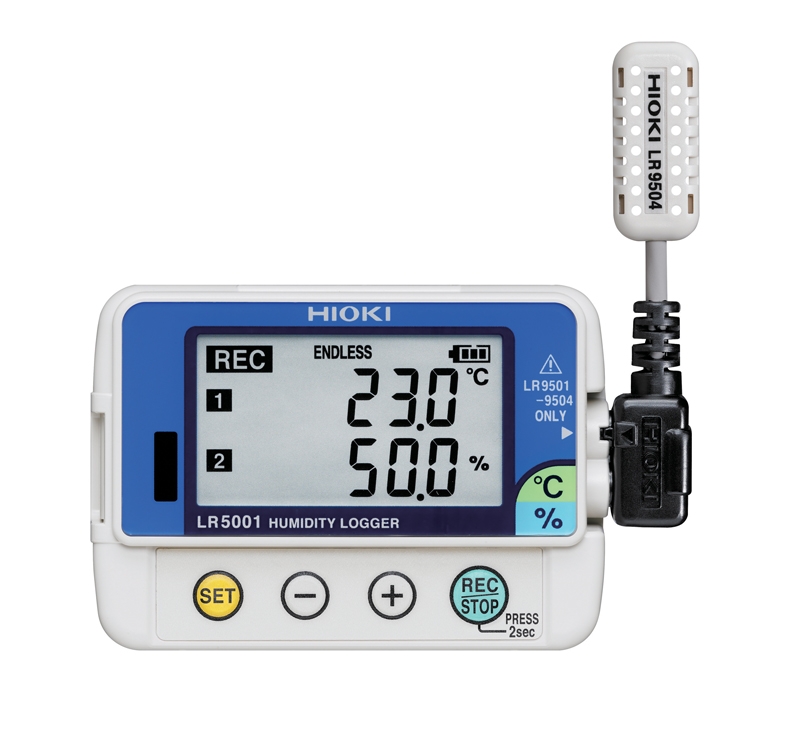 HIOKI LR9504
HIOKI
REC
ENDLESS
1
23.0 °C
2
50.0 %
LR9501
-9504
ONLY
HIOKI
°C
%
LR5001 HUMIDITY LOGGER
SET
−
+
REC
STOP
PRESS
2sec